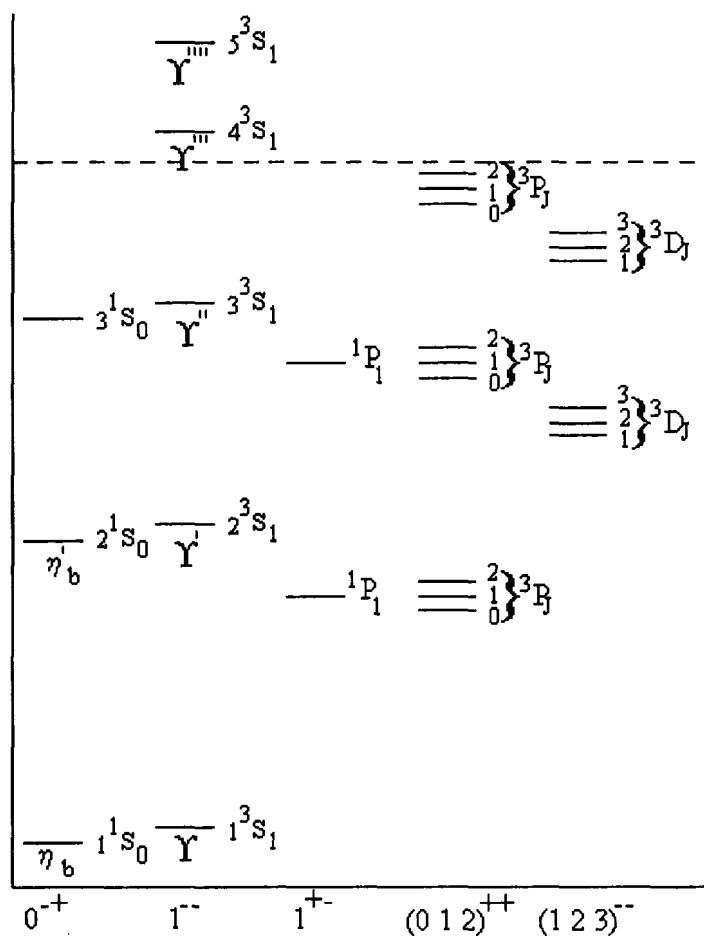 Υ'''' 5³S₁
Υ''' 4³S₁
2 1 0 } ³P_J
3 2 1 } ³D_J
3¹S₀
Υ'' 3³S₁
¹P₁
2 1 0 } ³P_J
3 2 1 } ³D_J
η'_b 2¹S₀
Υ' 2³S₁
¹P₁
2 1 0 } ³P_J
η_b 1¹S₀
Υ 1³S₁
0⁻⁺ 1⁻⁻ 1⁺⁻ (0 1 2)⁺⁺ (1 2 3)⁻⁻